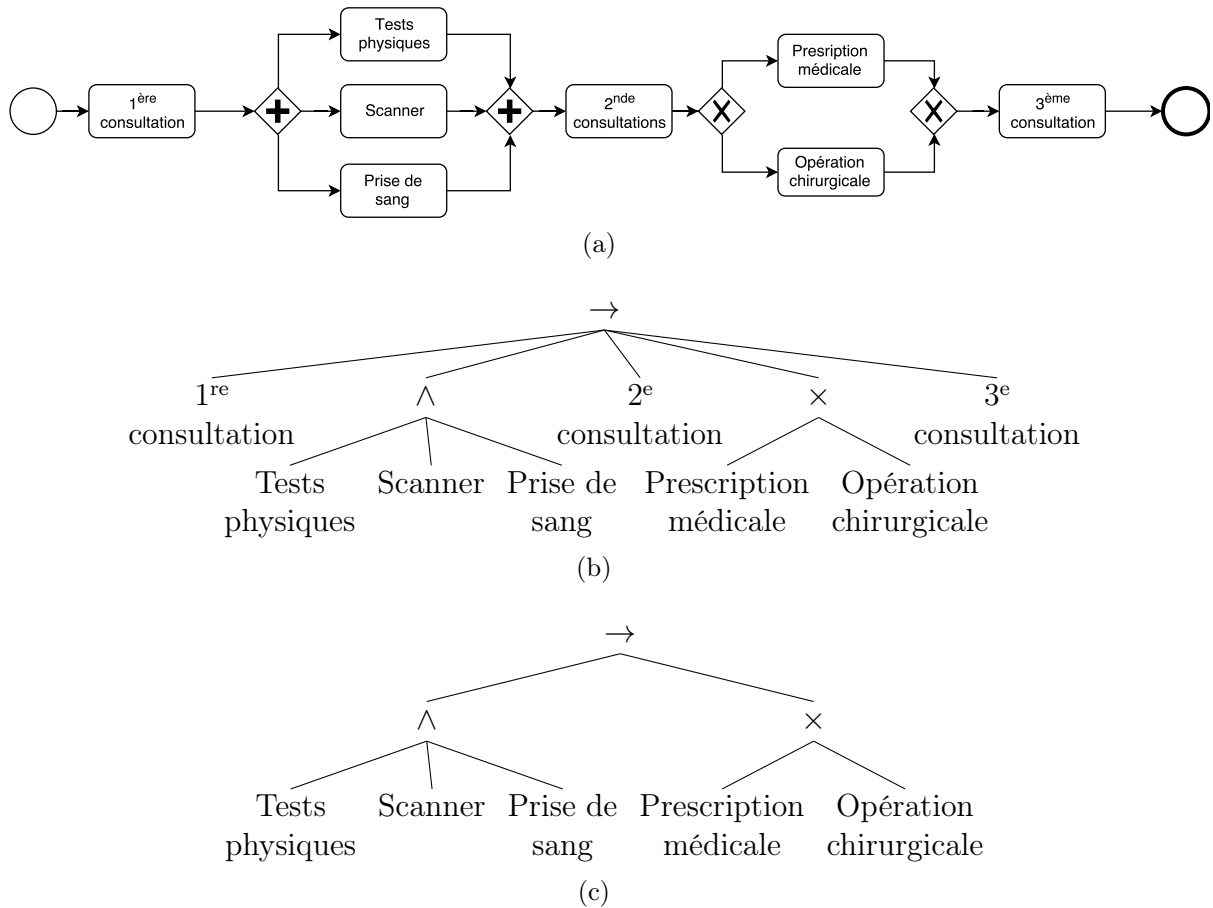 Tests
physiques
1ère
consultation
Scanner
Prise de
sang
2nde
consultations
Presription
médicale
Opération
chirurgicale
3ème
consultation
(a)
→
1re
consultation
∧
2e
consultation
×
3e
consultation
Tests
physiques
Scanner
Prise de
sang
Prescription
médicale
Opération
chirurgicale
(b)
→
∧
×
Tests
physiques
Scanner
Prise de
sang
Prescription
médicale
Opération
chirurgicale
(c)